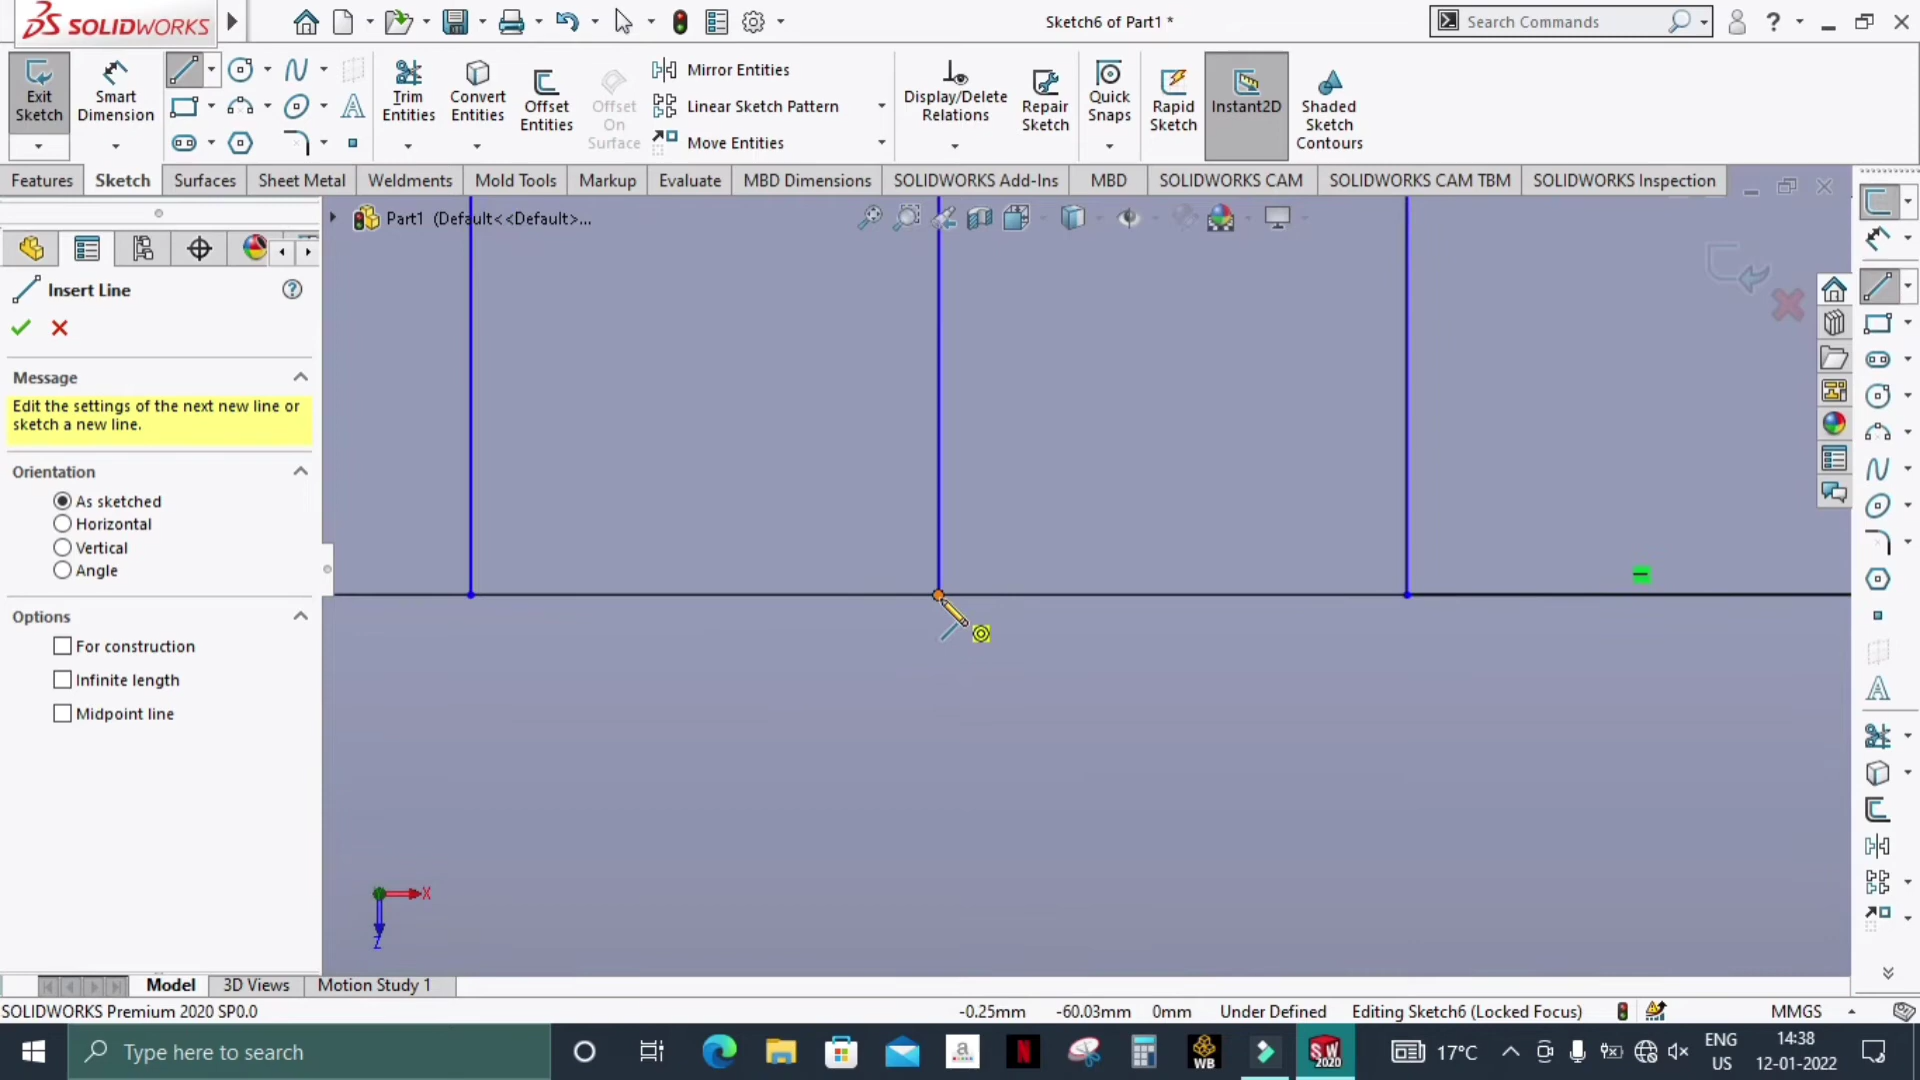 SOLIDWORKS
Sketch6 of Part1 *
Search Commands
Exit Sketch
Smart Dimension
Trim Entities
Convert Entities
Offset Entities
Offset On Surface
Mirror Entities
Linear Sketch Pattern
Move Entities
Display/Delete Relations
Repair Sketch
Quick Snaps
Rapid Sketch
Instant2D
Shaded Sketch Contours
Features
Sketch
Surfaces
Sheet Metal
Weldments
Mold Tools
Markup
Evaluate
MBD Dimensions
SOLIDWORKS Add-Ins
MBD
SOLIDWORKS CAM
SOLIDWORKS CAM TBM
SOLIDWORKS Inspection
Part1 (Default<<Default>...
Insert Line
Message
Edit the settings of the next new line or
sketch a new line.
Orientation
As sketched
Horizontal
Vertical
Angle
Options
For construction
Infinite length
Midpoint line
X
Z
Model
3D Views
Motion Study 1
SOLIDWORKS Premium 2020 SP0.0
-0.25mm
-60.03mm
0mm
Under Defined
Editing Sketch6 (Locked Focus)
MMGS
Type here to search
a
N
WB
SW
2020
17°C
ENG
US
14:38
12-01-2022